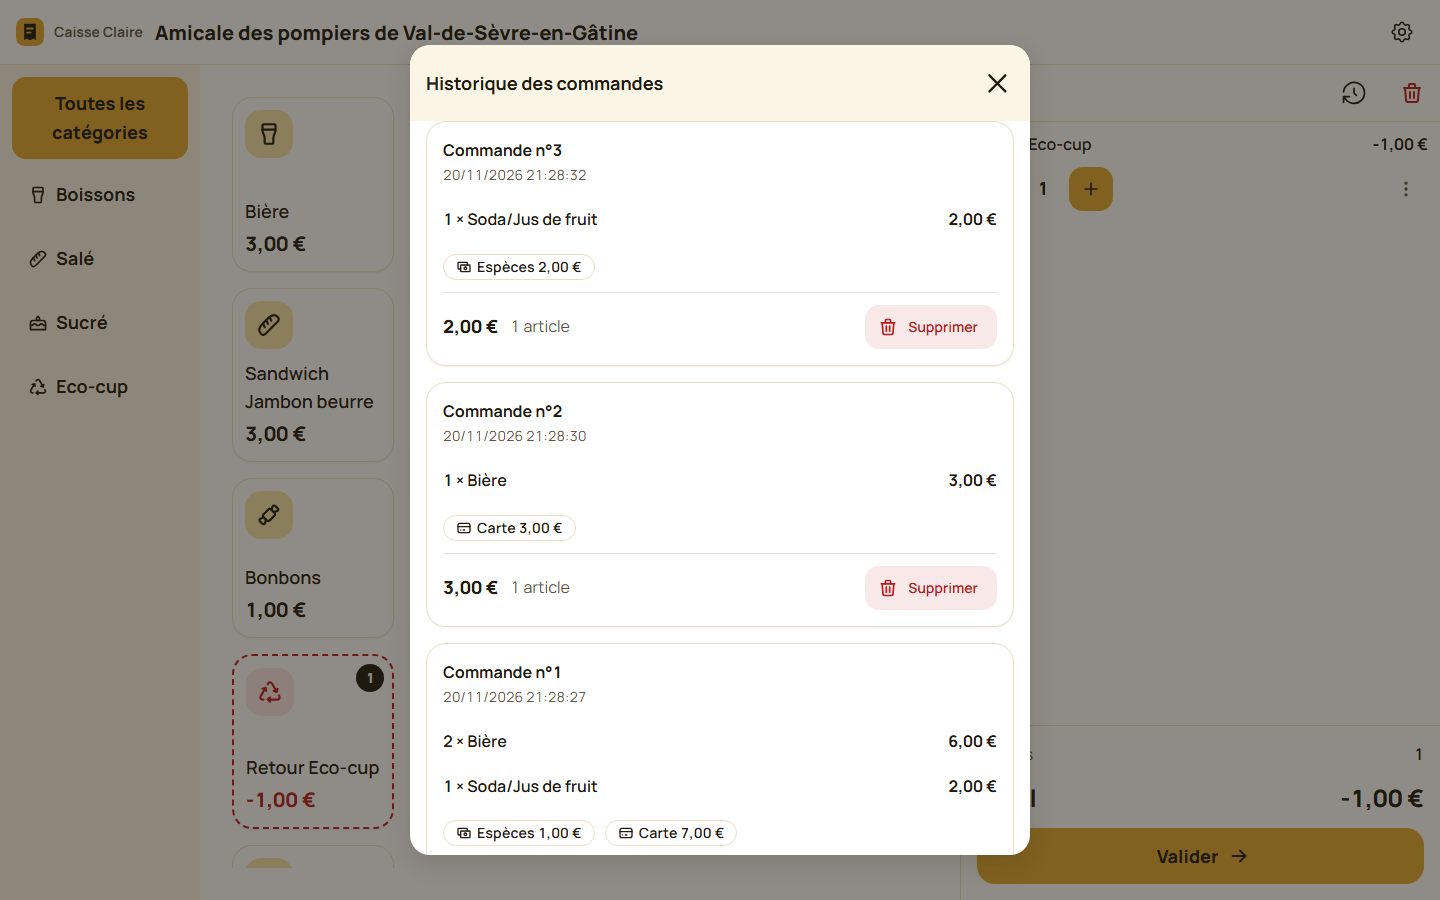 Caisse Claire
Amicale des pompiers de Val-de-Sèvre-en-Gâtine
Toutes les
catégories
Boissons
Salé
Sucré
Eco-cup
Bière
3,00 €
Sandwich
Jambon beurre
3,00 €
Bonbons
1,00 €
1
Retour Eco-cup
-1,00 €
Historique des commandes
Commande n°3
20/11/2026 21:28:32
1 × Soda/Jus de fruit
2,00 €
Espèces 2,00 €
2,00 €
1 article
Supprimer
Commande n°2
20/11/2026 21:28:30
1 × Bière
3,00 €
Carte 3,00 €
3,00 €
1 article
Supprimer
Commande n°1
20/11/2026 21:28:27
2 × Bière
6,00 €
1 × Soda/Jus de fruit
2,00 €
Espèces 1,00 €
Carte 7,00 €
Eco-cup
-1,00 €
1
1
-1,00 €
Valider